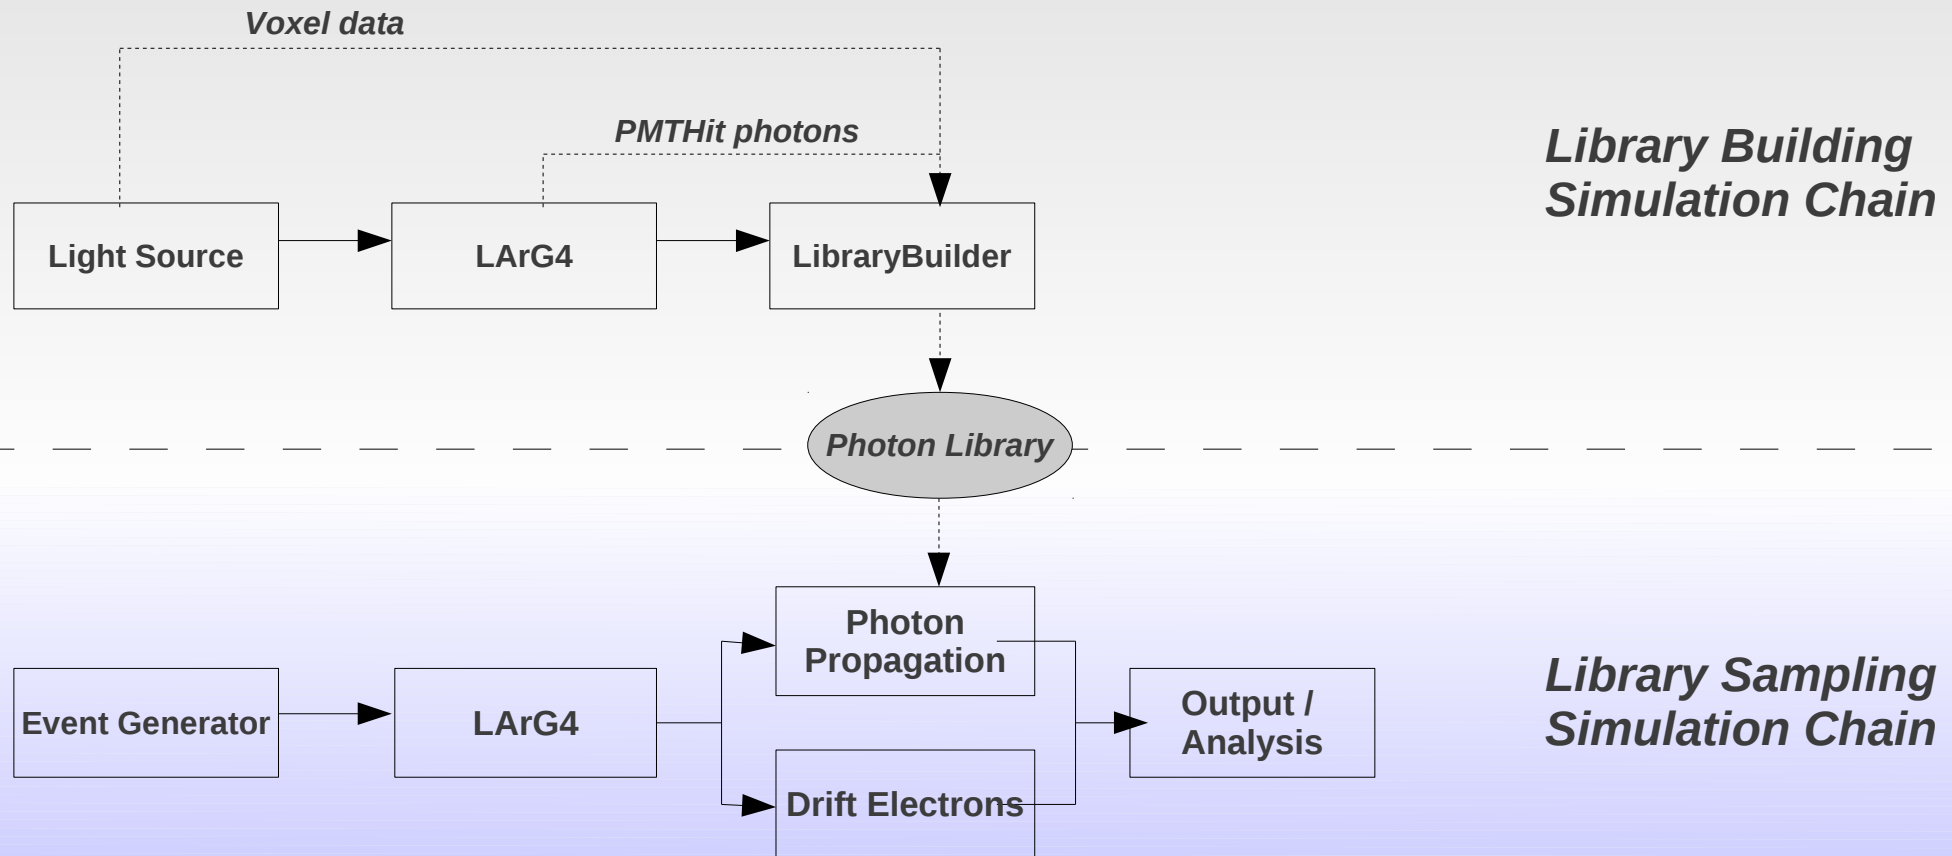 Voxel data
PMTHit photons
Library Building
Simulation Chain
Light Source
LArG4
LibraryBuilder
Photon Library
Photon
Propagation
Library Sampling
Simulation Chain
Event Generator
LArG4
Output /
Analysis
Drift Electrons